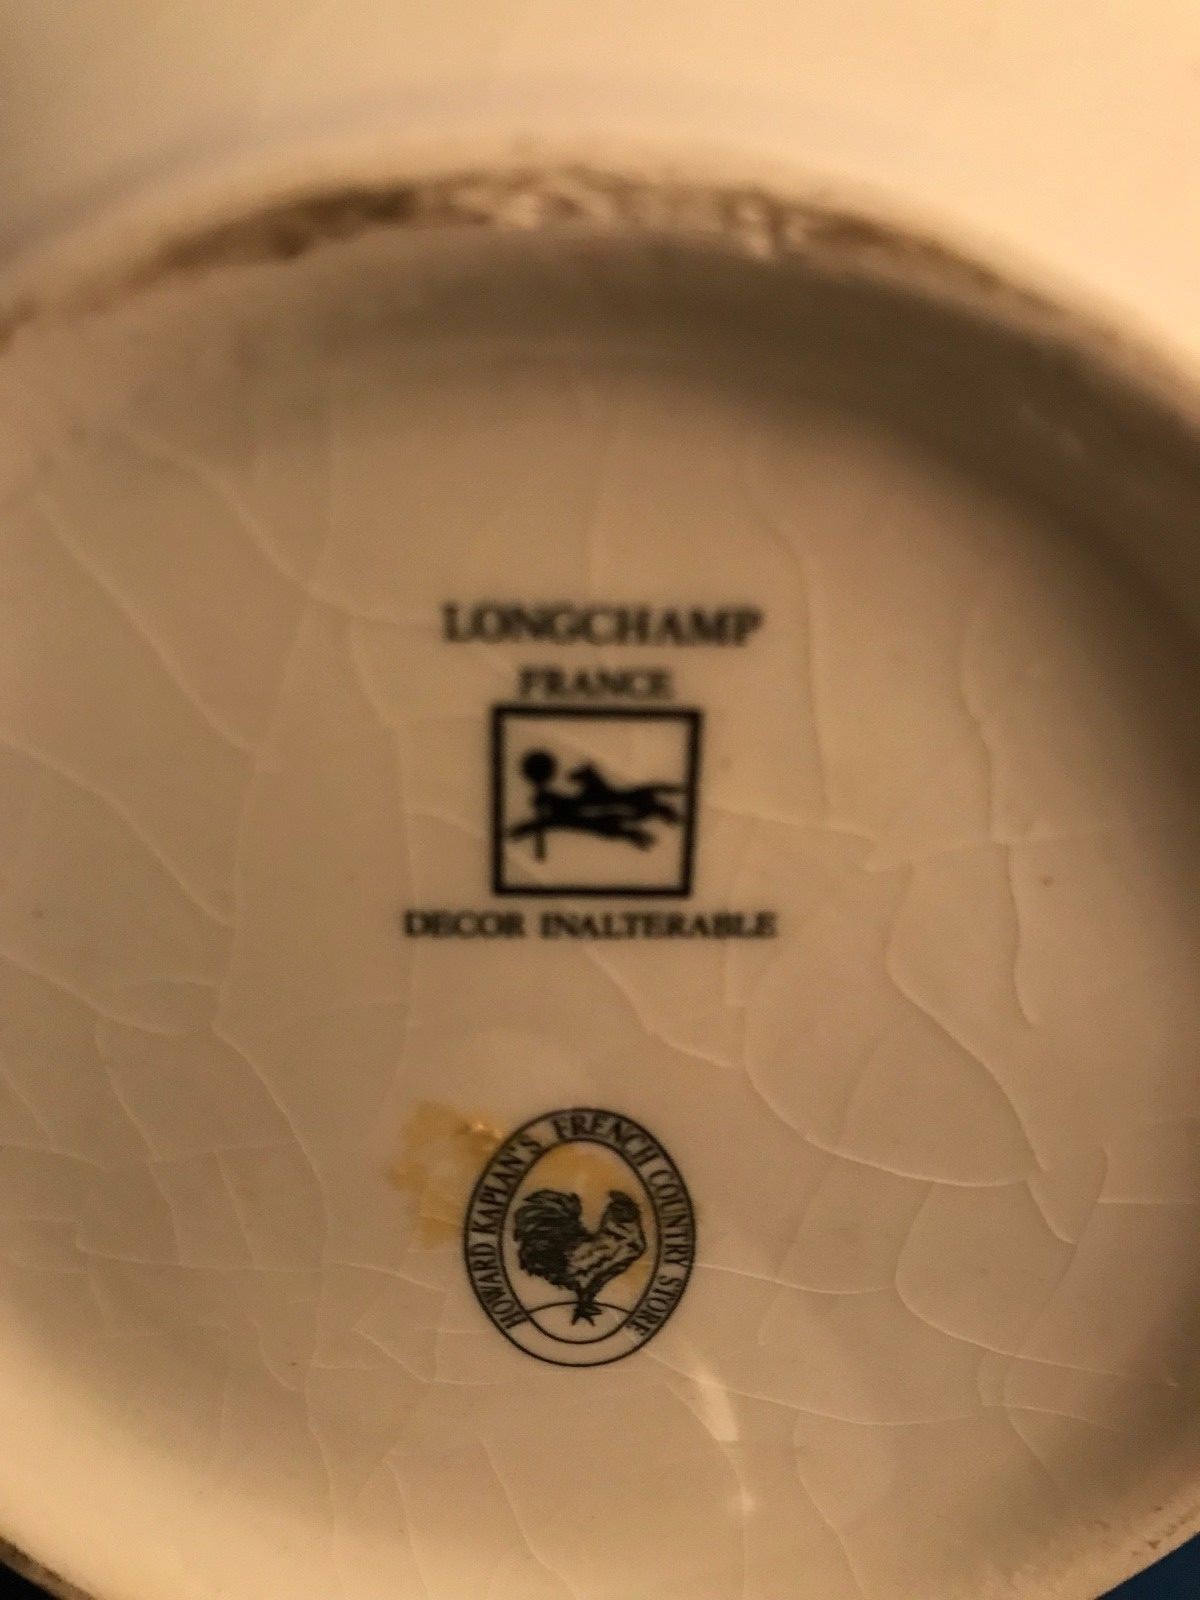 LONGCHAMP
FRANCE
DECOR INALTERABLE
HOWARD KAPLAN'S FRENCH COUNTRY STORE